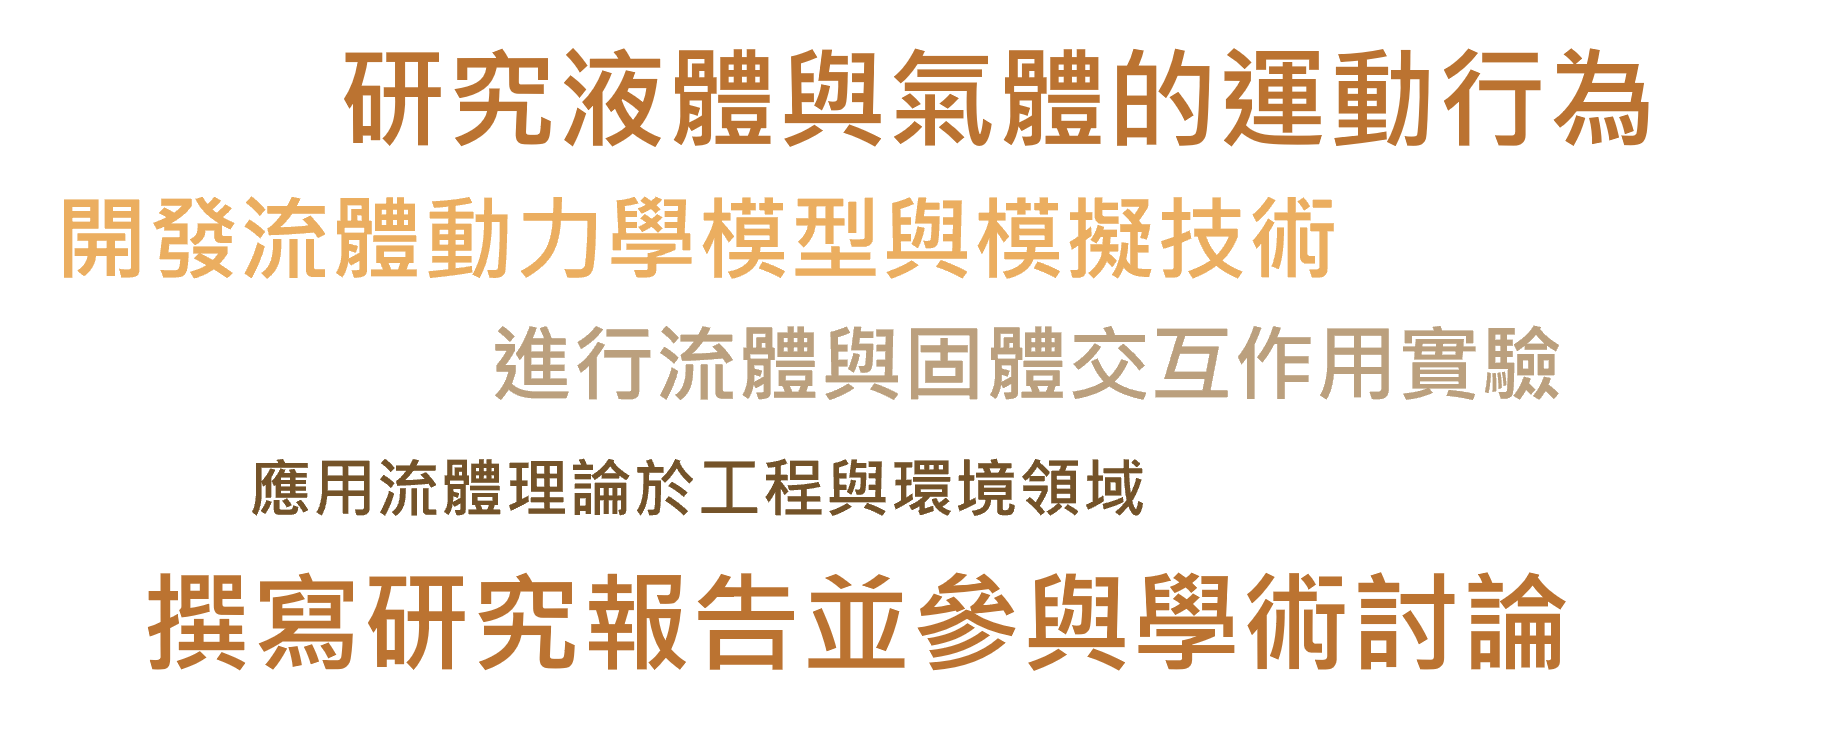 研究液體與氣體的運動行為
開發流體動力學模型與模擬技術
進行流體與固體交互作用實驗
應用流體理論於工程與環境領域
撰寫研究報告並參與學術討論